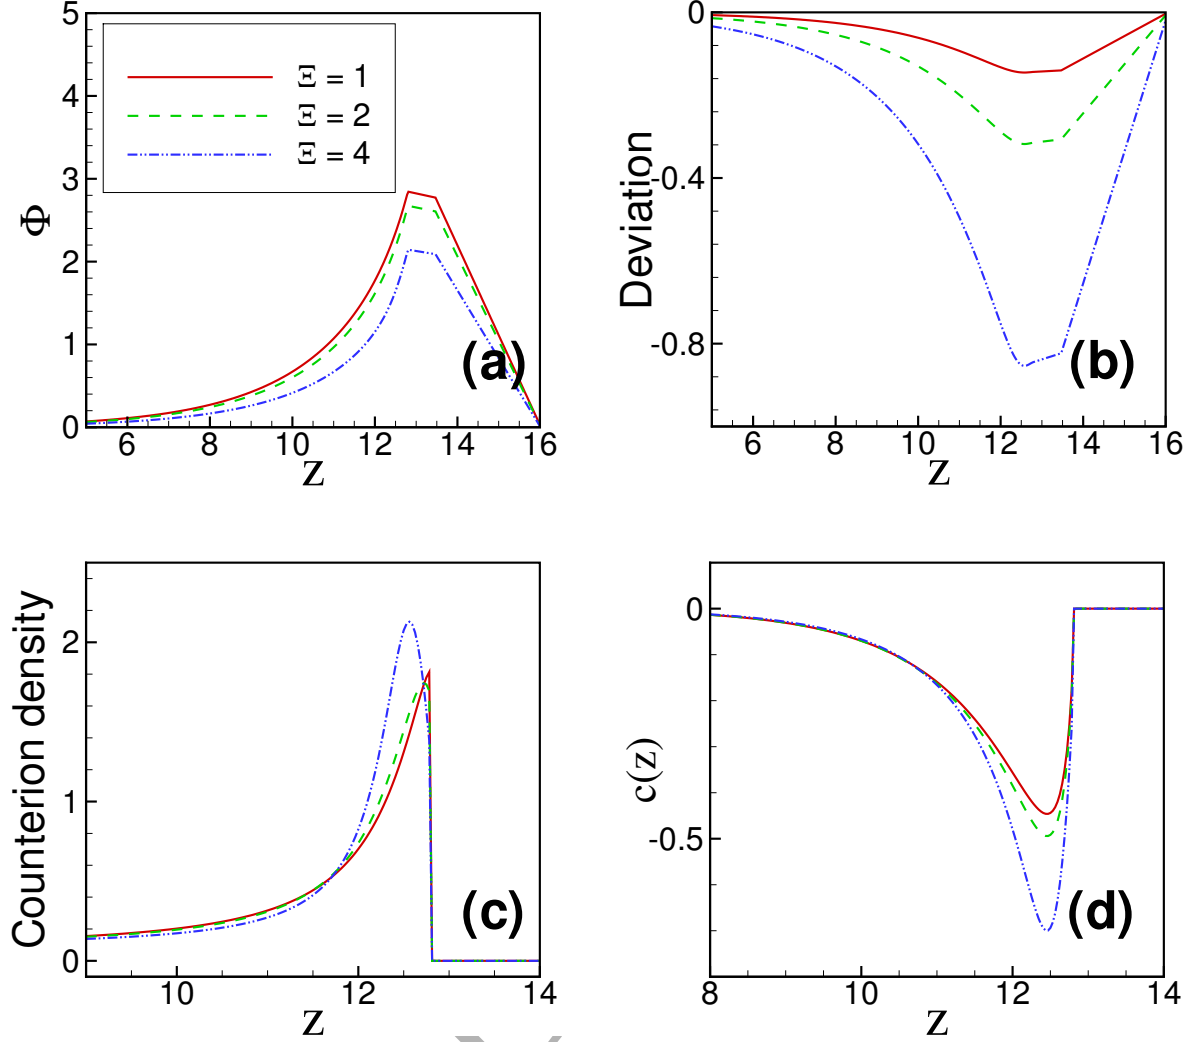 5
4
3
2
1
0
Φ
Ξ = 1
Ξ = 2
Ξ = 4
(a)
6 8 10 12 14 16
z
0
-0.4
-0.8
Deviation
(b)
6 8 10 12 14 16
z
2
1
0
Counterion density
(c)
10 12 14
z
0
-0.5
c(z)
(d)
8 10 12 14
z